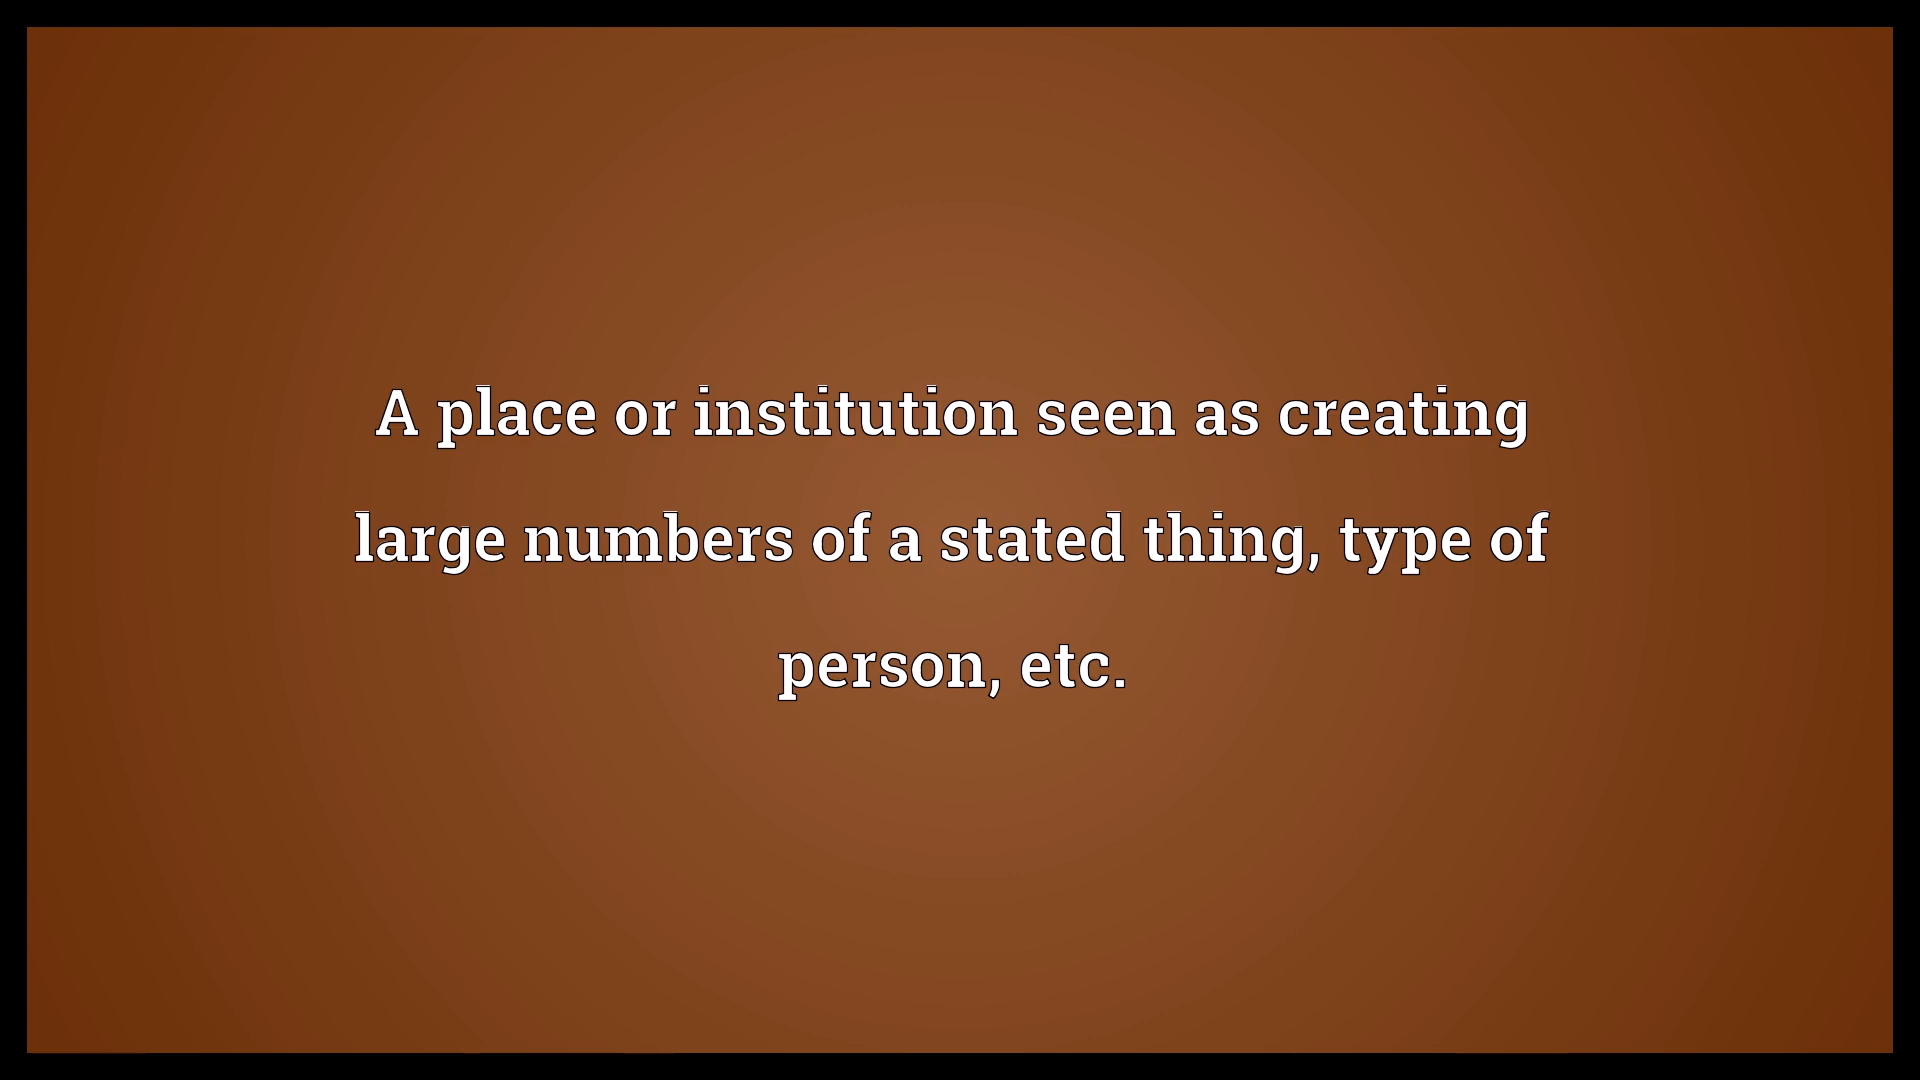 A place or institution seen as creating
large numbers of a stated thing, type of
person, etc.